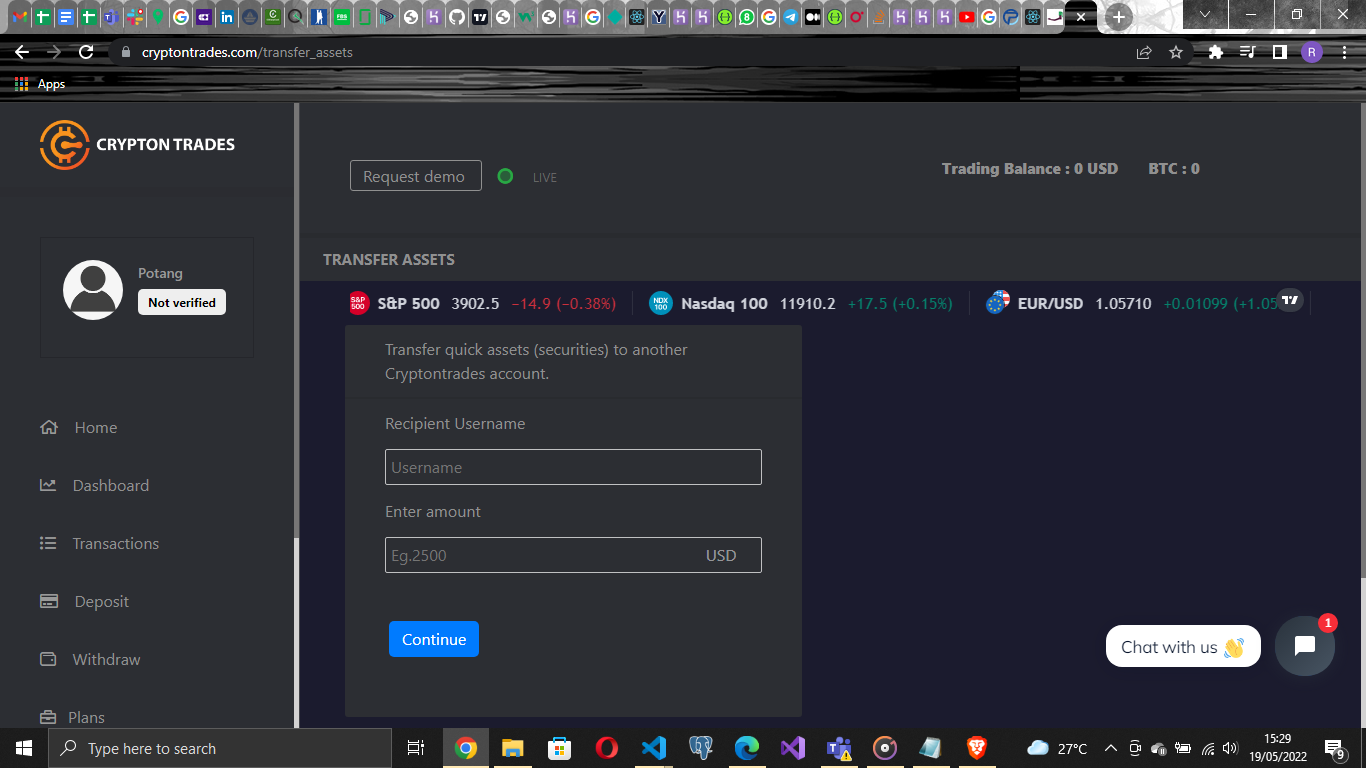 cryptontrades.com/transfer_assets
R
Apps
CRYPTON TRADES
Request demo
LIVE
Trading Balance : 0 USD
BTC : 0
Potang
Not verified
TRANSFER ASSETS
S&P 500
S&P 500 3902.5 −14.9 (−0.38%)
NDX 100
Nasdaq 100 11910.2 +17.5 (+0.15%)
EUR/USD 1.05710 +0.01099 (+1.05
Transfer quick assets (securities) to another
Cryptontrades account.
Recipient Username
Username
Enter amount
Eg.2500 USD
Continue
Home
Dashboard
Transactions
Deposit
Withdraw
Plans
Chat with us 👋
1
Type here to search
27°C
15:29
19/05/2022
9